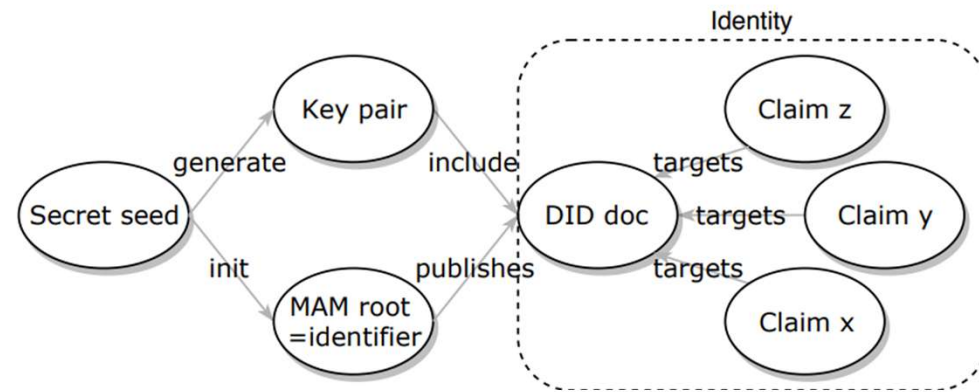 Identity
Key pair
Claim z
generate
include
targets
Secret seed
DID doc
targets
Claim y
init
publishes
targets
MAM root
=identifier
Claim x